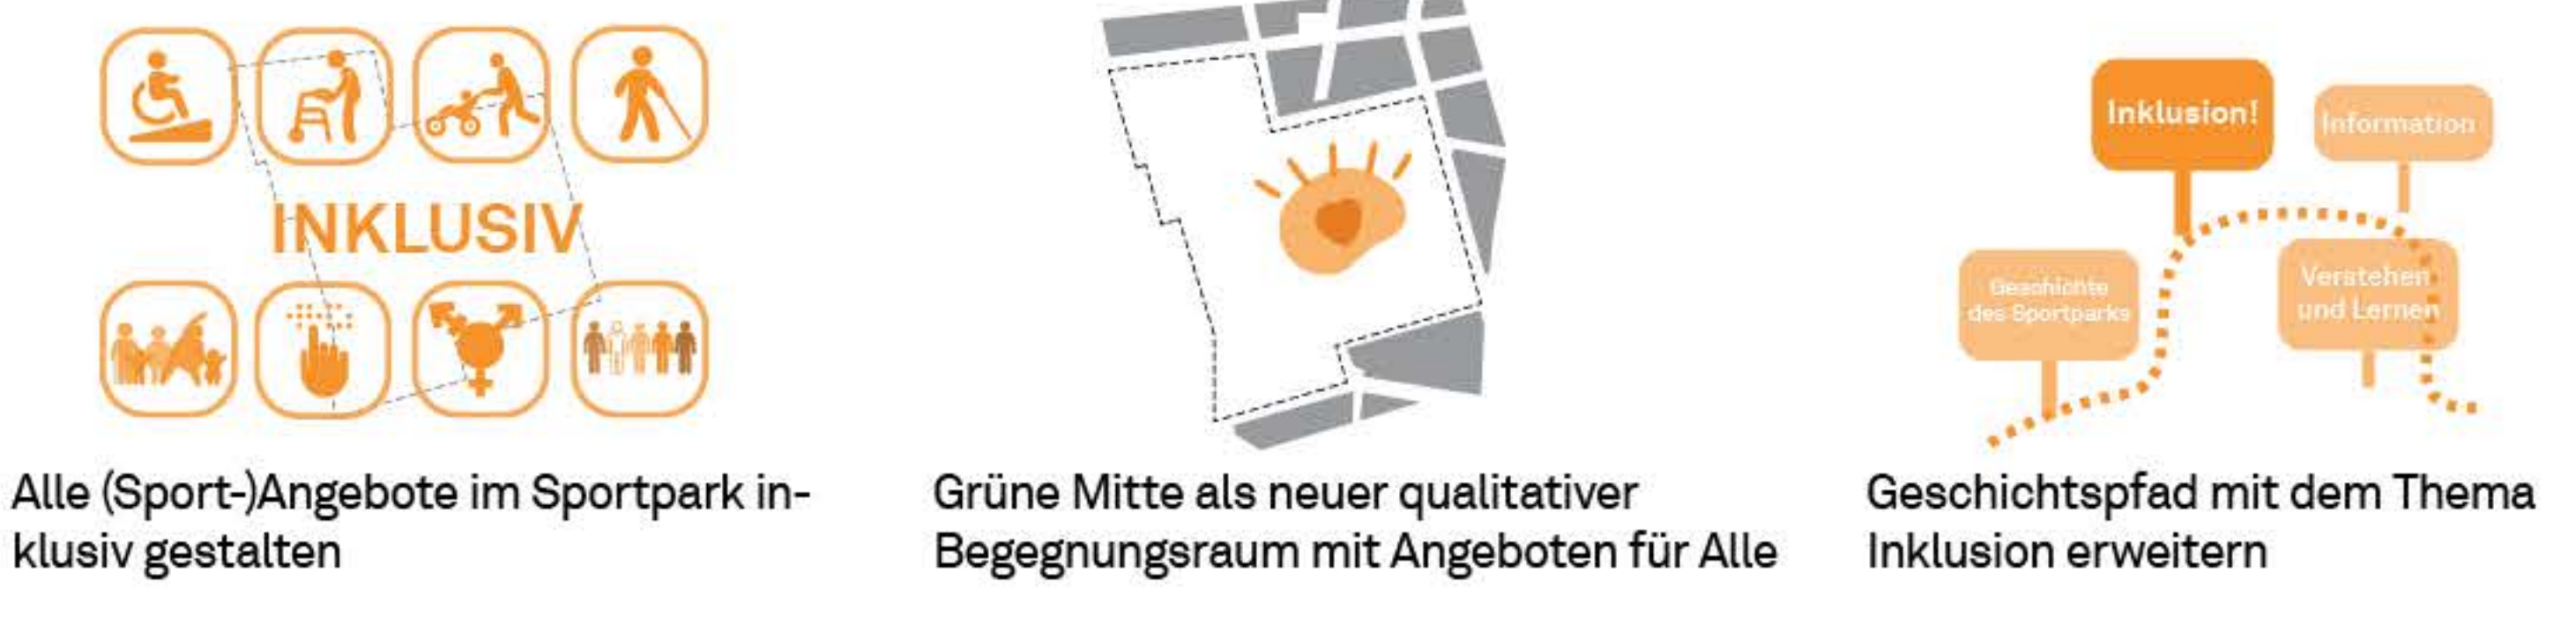 INKLUSIV
Alle (Sport-)Angebote im Sportpark in-
klusiv gestalten
Grüne Mitte als neuer qualitativer
Begegnungsraum mit Angeboten für Alle
Inklusion!
Information
Geschichte
des Sportparks
Verstehen
und Lernen
Geschichtspfad mit dem Thema
Inklusion erweitern